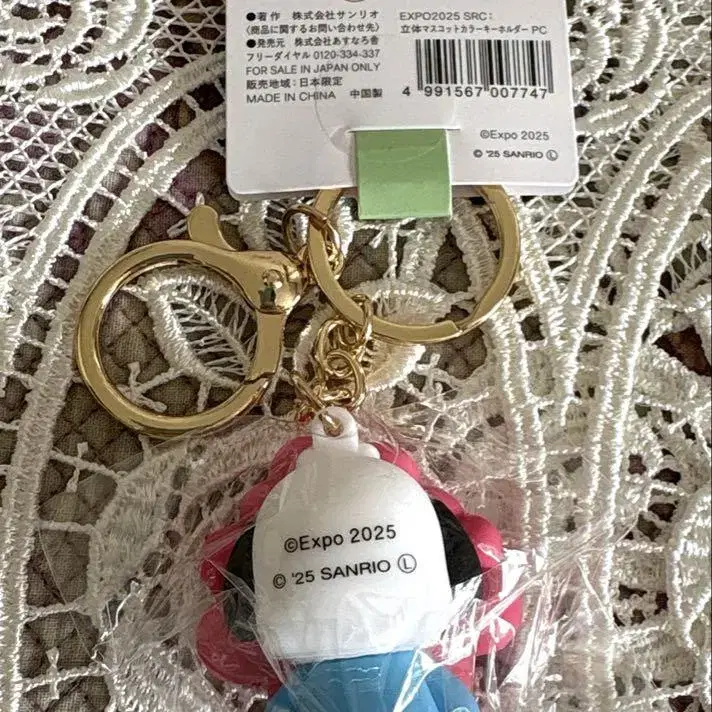 ●著作 株式会社サンリオ
〈商品に関するお問い合わせ先〉
●発売元 株式会社あすなろ舎
フリーダイヤル 0120-334-337
FOR SALE IN JAPAN ONLY
販売地域:日本限定
MADE IN CHINA 中国製
EXPO2025 SRC:
立体マスコットカラーキーホルダー PC
4 991567 007747
©Expo 2025
© '25 SANRIO Ⓛ
©Expo 2025
© '25 SANRIO Ⓛ